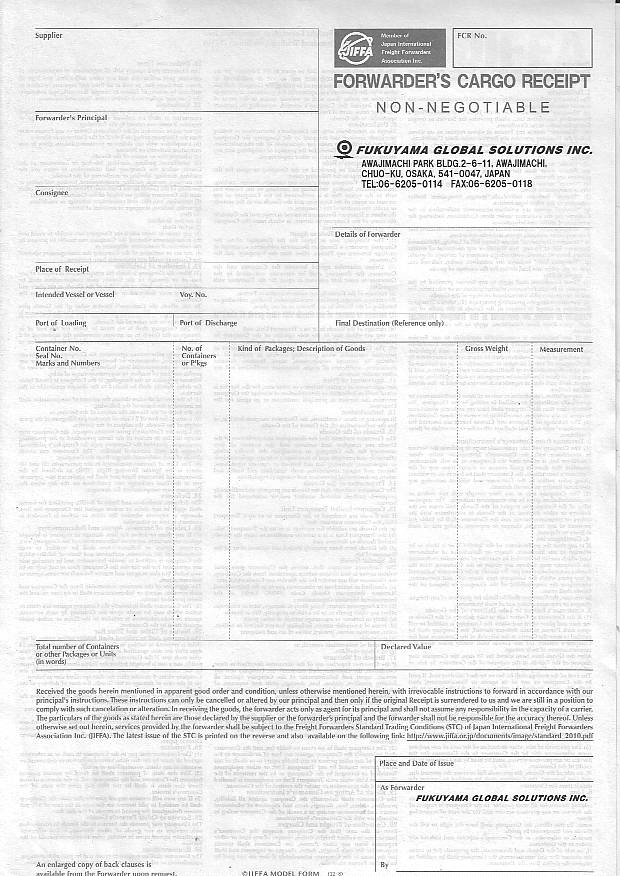 Supplier
JIFFA
Member of
Japan International
Freight Forwarders
Association Inc.
FCR No.
FORWARDER'S CARGO RECEIPT
NON-NEGOTIABLE
Forwarder's Principal
FUKUYAMA GLOBAL SOLUTIONS INC.
AWAJIMACHI PARK BLDG.2-6-11, AWAJIMACHI,
CHUO-KU, OSAKA, 541-0047, JAPAN
TEL:06-6205-0114 FAX:06-6205-0118
Consignee
Details of Forwarder
Place of Receipt
Intended Vessel or Vessel Voy. No.
Port of Loading Port of Discharge Final Destination (Reference only)
Container No.
Seal No.
Marks and Numbers
No. of
Containers
or P'kgs
Kind of Packages; Description of Goods
Gross Weight
Measurement
Total number of Containers
or other Packages or Units
(in words)
Declared Value
Received the goods herein mentioned in apparent good order and condition, unless otherwise mentioned herein, with irrevocable instructions to forward in accordance with our
principal's instructions. These instructions can only be cancelled or altered by our principal and then only if the original Receipt is surrendered to us and we are still in a position to
comply with such cancelation or alteration. In receiving the goods, the forwarder acts only as agent for its principal and shall not assume any responsibility in the capacity of a carrier.
The particulars of the goods as stated herein are those declared by the supplier or the forwarder's principal and the forwarder shall not be responsible for the accuracy thereof. Unless
otherwise set out herein, services provided by the forwarder shall be subject to the Freight Forwarders Standard Trading Conditions (STC) of Japan International Freight Forwarders
Association Inc. (JIFFA). The latest issue of the STC is printed on the reverse and also available on the following link: http://www.jiffa.or.jp/documents/image/standard_2010.pdf
Place and Date of Issue
As Forwarder
FUKUYAMA GLOBAL SOLUTIONS INC.
By
An enlarged copy of back clauses is
available from the Forwarder upon request.
©JIFFA MODEL FORM